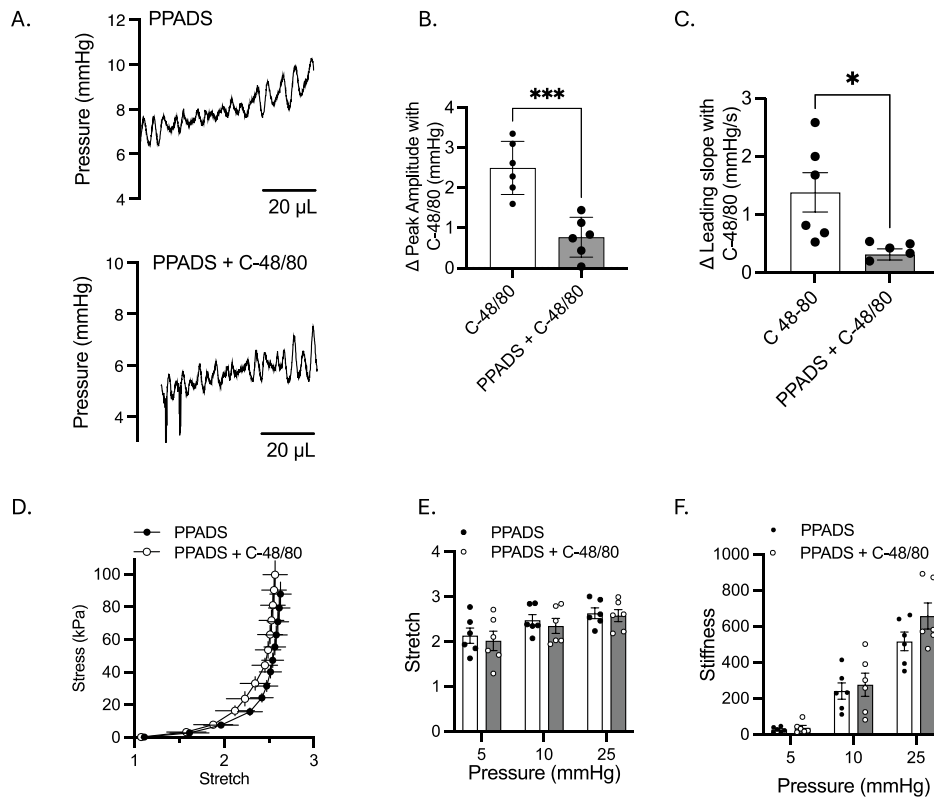 A.
PPADS
Pressure (mmHg)
12
10
8
6
4
20 µL
PPADS + C-48/80
Pressure (mmHg)
10
8
6
4
20 µL
B.
Δ Peak Amplitude with
C-48/80 (mmHg)
4
3
2
1
0
***
C-48/80
PPADS + C-48/80
C.
Δ Leading slope with
C-48/80 (mmHg/s)
3
2
1
0
*
C 48-80
PPADS + C-48/80
D.
PPADS
PPADS + C-48/80
Stress (kPa)
100
80
60
40
20
0
1
2
3
Stretch
E.
PPADS
PPADS + C-48/80
Stretch
4
3
2
1
0
5
10
25
Pressure (mmHg)
F.
PPADS
PPADS + C-48/80
Stiffness
1000
800
600
400
200
0
5
10
25
Pressure (mmHg)